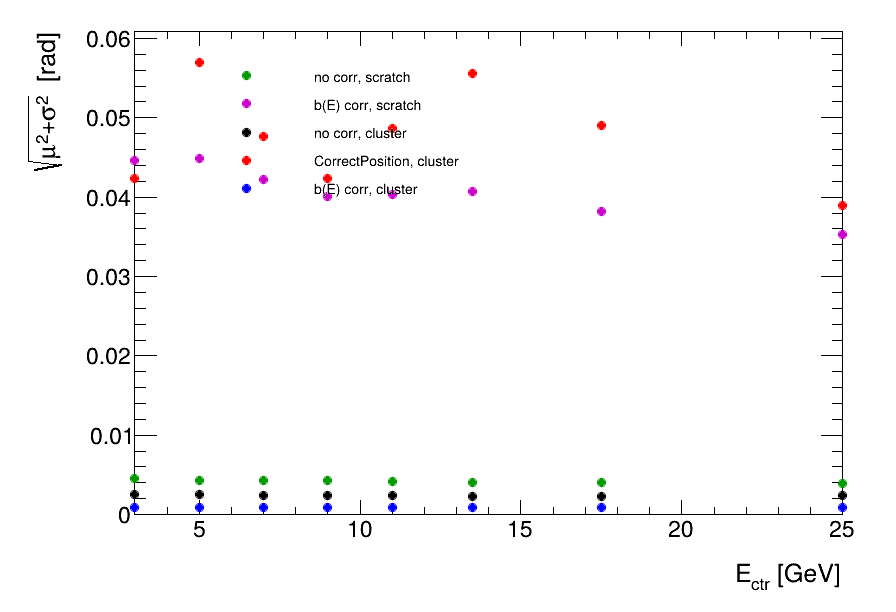 √μ²+σ² [rad]
0.06
0.05
0.04
0.03
0.02
0.01
0
no corr, scratch
b(E) corr, scratch
no corr, cluster
CorrectPosition, cluster
b(E) corr, cluster
5 10 15 20 25
E_ctr [GeV]